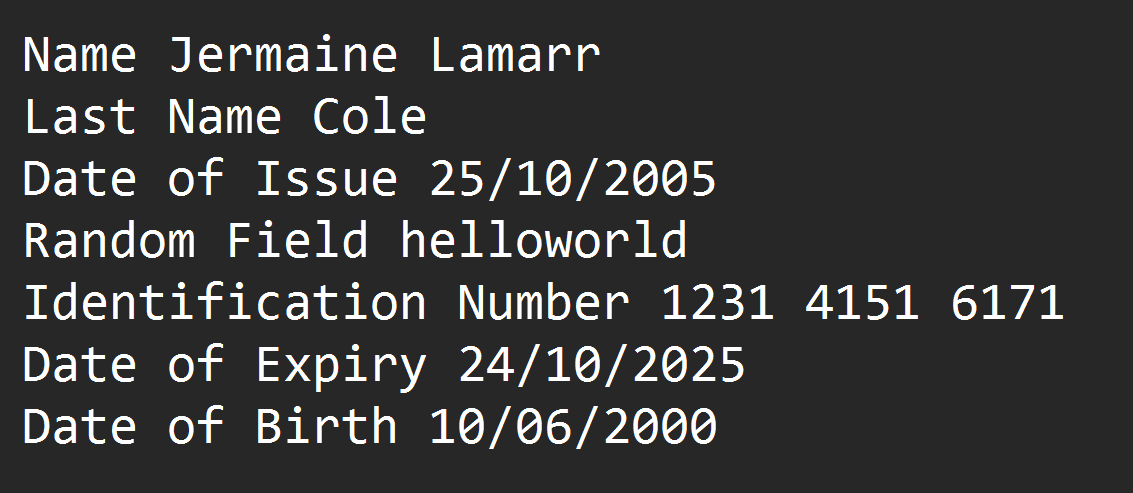 Name Jermaine Lamarr
Last Name Cole
Date of Issue 25/10/2005
Random Field helloworld
Identification Number 1231 4151 6171
Date of Expiry 24/10/2025
Date of Birth 10/06/2000